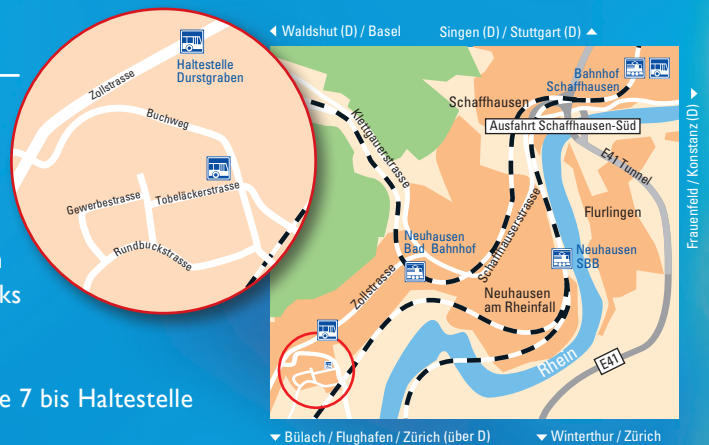 Waldshut (D) / Basel
Singen (D) / Stuttgart (D)
Haltestelle
Durstgraben
Zollstrasse
Buchweg
Gewerbestrasse
Tobeläckerstrasse
Rundbuckstrasse
Bahnhof
Schaffhausen
Schaffhausen
Ausfahrt Schaffhausen-Süd
Klettgauerstrasse
E41 Tunnel
Frauenfeld / Konstanz (D)
Flurlingen
Schaffhauserstrasse
Neuhausen
Bad Bahnhof
Neuhausen
SBB
Zollstrasse
Neuhausen
am Rheinfall
Rhein
E41
e 7 bis Haltestelle
Bülach / Flughafen / Zürich (über D)
Winterthur / Zürich